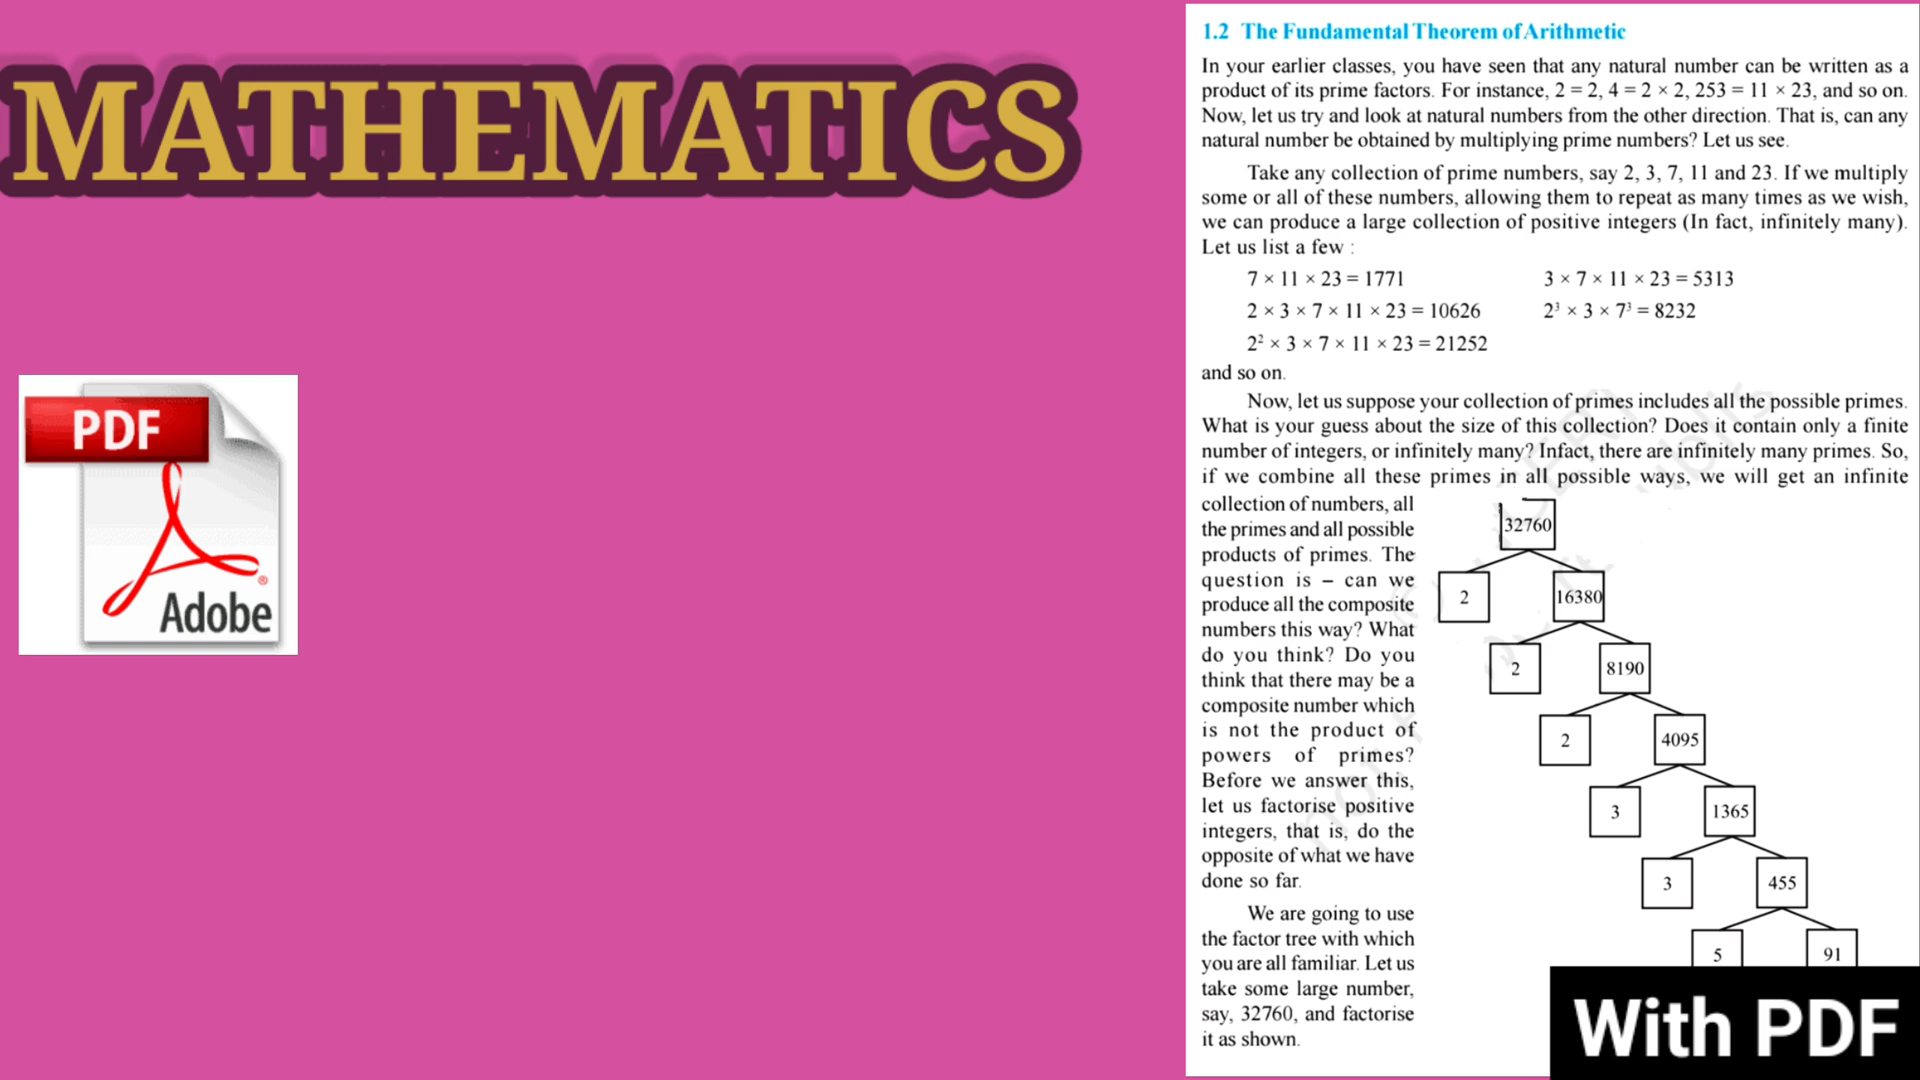 MATHEMATICS
PDF
Adobe
®
1.2 The Fundamental Theorem of Arithmetic
In your earlier classes, you have seen that any natural number can be written as a
product of its prime factors. For instance, 2 = 2, 4 = 2 × 2, 253 = 11 × 23, and so on.
Now, let us try and look at natural numbers from the other direction. That is, can any
natural number be obtained by multiplying prime numbers? Let us see.
Take any collection of prime numbers, say 2, 3, 7, 11 and 23. If we multiply
some or all of these numbers, allowing them to repeat as many times as we wish,
we can produce a large collection of positive integers (In fact, infinitely many).
Let us list a few :
7 × 11 × 23 = 1771
3 × 7 × 11 × 23 = 5313
2 × 3 × 7 × 11 × 23 = 10626
2³ × 3 × 7³ = 8232
2² × 3 × 7 × 11 × 23 = 21252
and so on.
Now, let us suppose your collection of primes includes all the possible primes.
What is your guess about the size of this collection? Does it contain only a finite
number of integers, or infinitely many? Infact, there are infinitely many primes. So,
if we combine all these primes in all possible ways, we will get an infinite
collection of numbers, all
the primes and all possible
products of primes. The
question is – can we
produce all the composite
numbers this way? What
do you think? Do you
think that there may be a
composite number which
is not the product of
powers of primes?
Before we answer this,
let us factorise positive
integers, that is, do the
opposite of what we have
done so far.
We are going to use
the factor tree with which
you are all familiar. Let us
take some large number,
say, 32760, and factorise
it as shown.
32760
2
16380
2
8190
2
4095
3
1365
3
455
5
91
With PDF